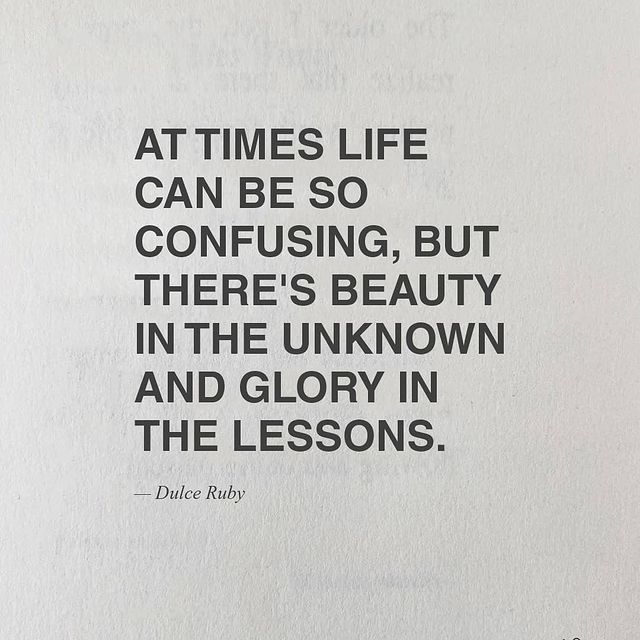 AT TIMES LIFE
CAN BE SO
CONFUSING, BUT
THERE'S BEAUTY
IN THE UNKNOWN
AND GLORY IN
THE LESSONS.
— Dulce Ruby